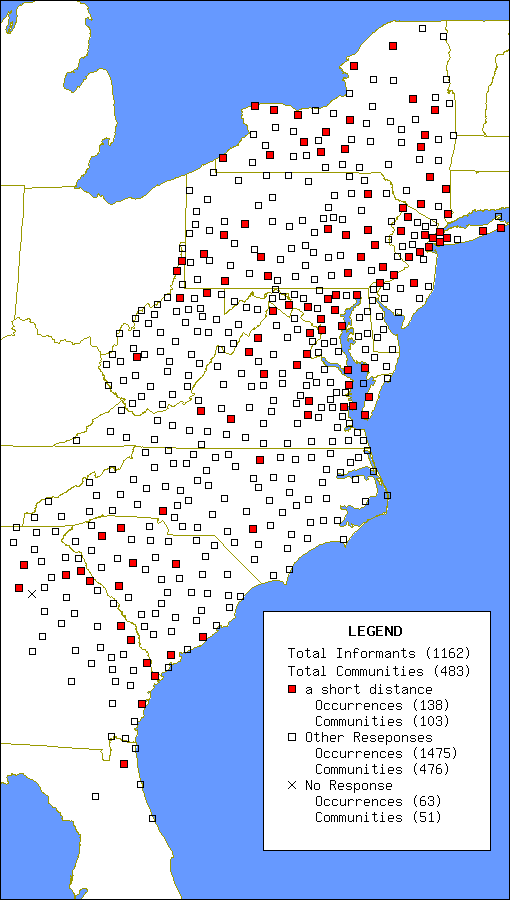 LEGEND
Total Informants (1162)
Total Communities (483)
a short distance
Occurrences (138)
Communities (103)
Other Reseponses
Occurrences (1475)
Communities (476)
No Response
Occurrences (63)
Communities (51)